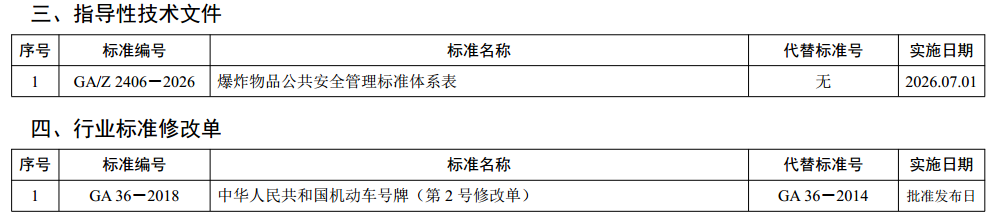 三、指导性技术文件
序号 标准编号 标准名称 代替标准号 实施日期
1 GA/Z 2406－2026 爆炸物品公共安全管理标准体系表 无 2026.07.01
四、行业标准修改单
序号 标准编号 标准名称 代替标准号 实施日期
1 GA 36－2018 中华人民共和国机动车号牌（第 2 号修改单） GA 36－2014 批准发布日